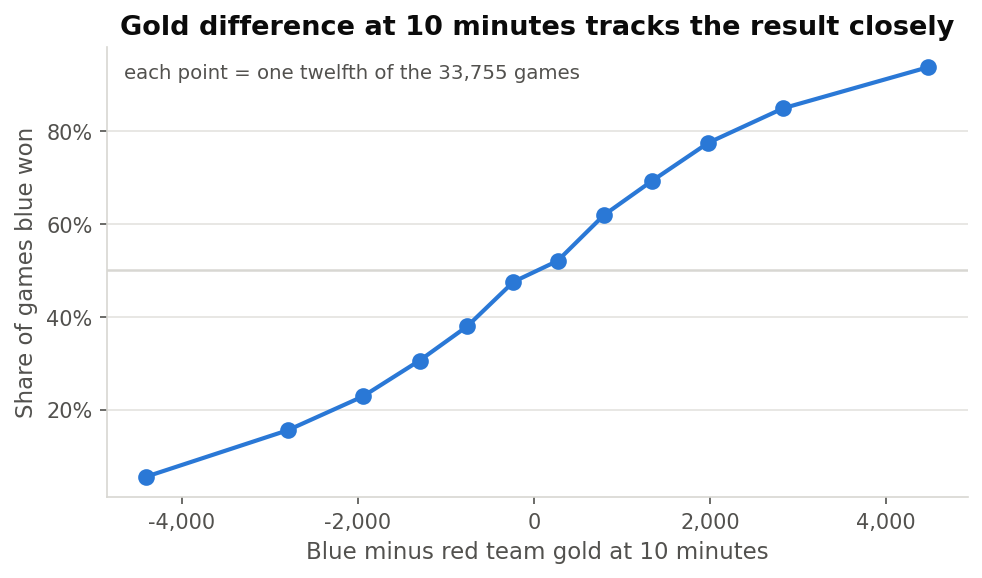 Gold difference at 10 minutes tracks the result closely
each point = one twelfth of the 33,755 games
Share of games blue won
80%
60%
40%
20%
-4,000
-2,000
0
2,000
4,000
Blue minus red team gold at 10 minutes